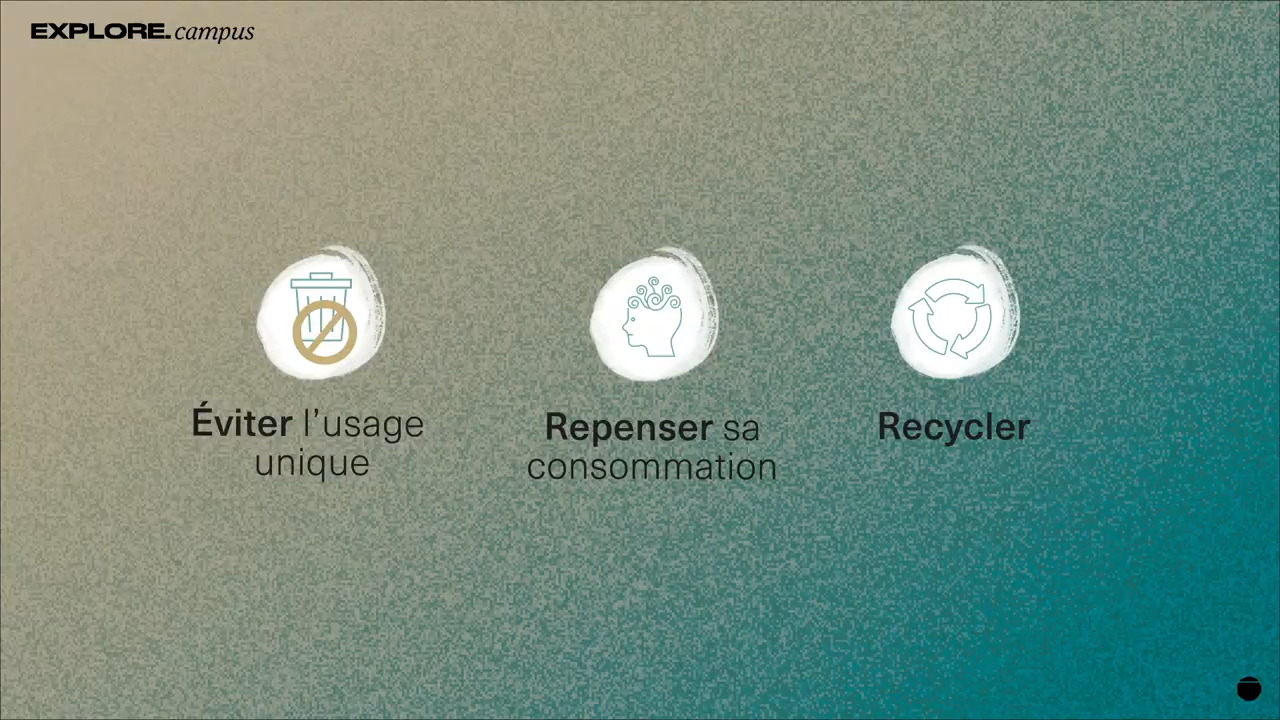 EXPLORE.campus
Éviter l’usage
unique
Repenser sa
consommation
Recycler